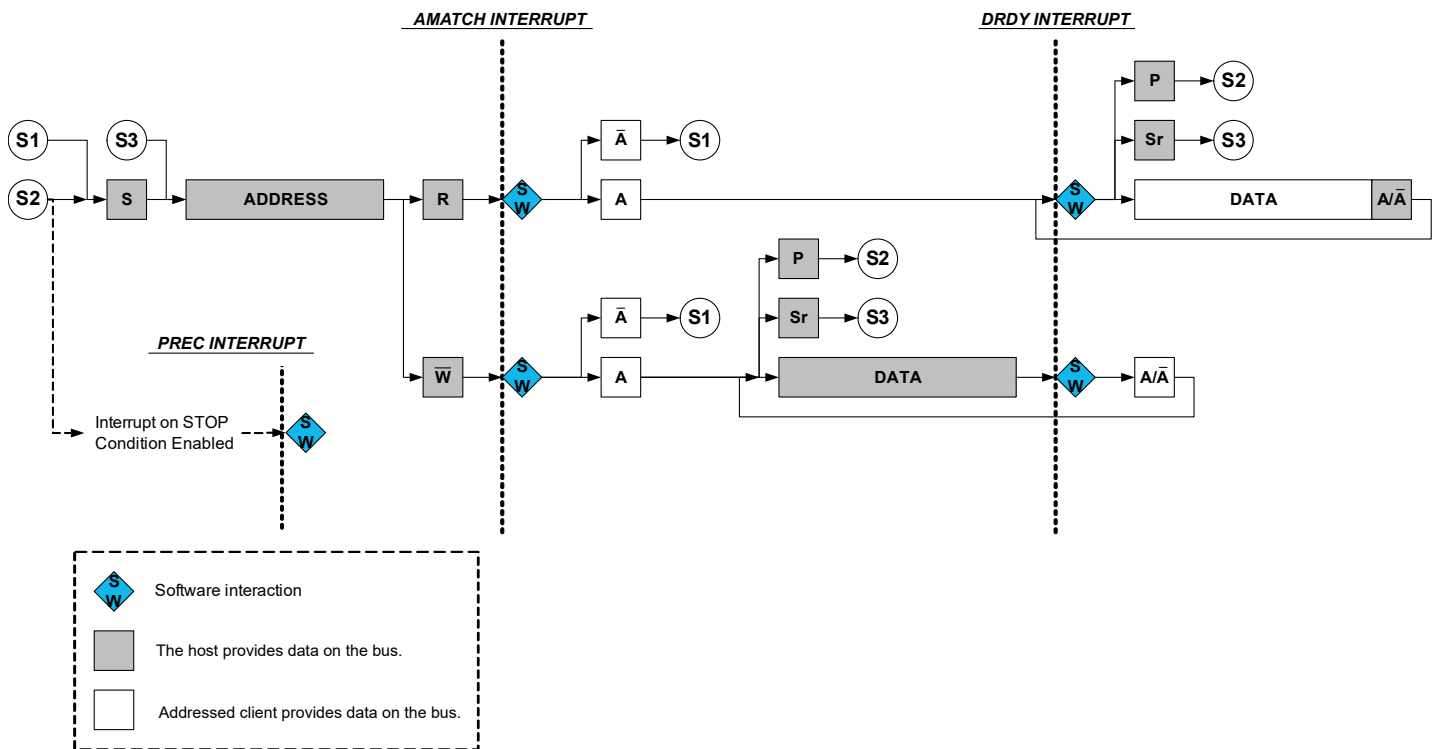 AMATCH INTERRUPT
DRDY INTERRUPT
P
S2
S1
S3
A̅
S1
Sr
S3
S2
S
ADDRESS
R
S
W
A
S
W
DATA
A/A̅
P
S2
A̅
S1
Sr
S3
PREC INTERRUPT
W̅
S
W
A
DATA
S
W
A/A̅
Interrupt on STOP
Condition Enabled
S
W
S
W
Software interaction
The host provides data on the bus.
Addressed client provides data on the bus.